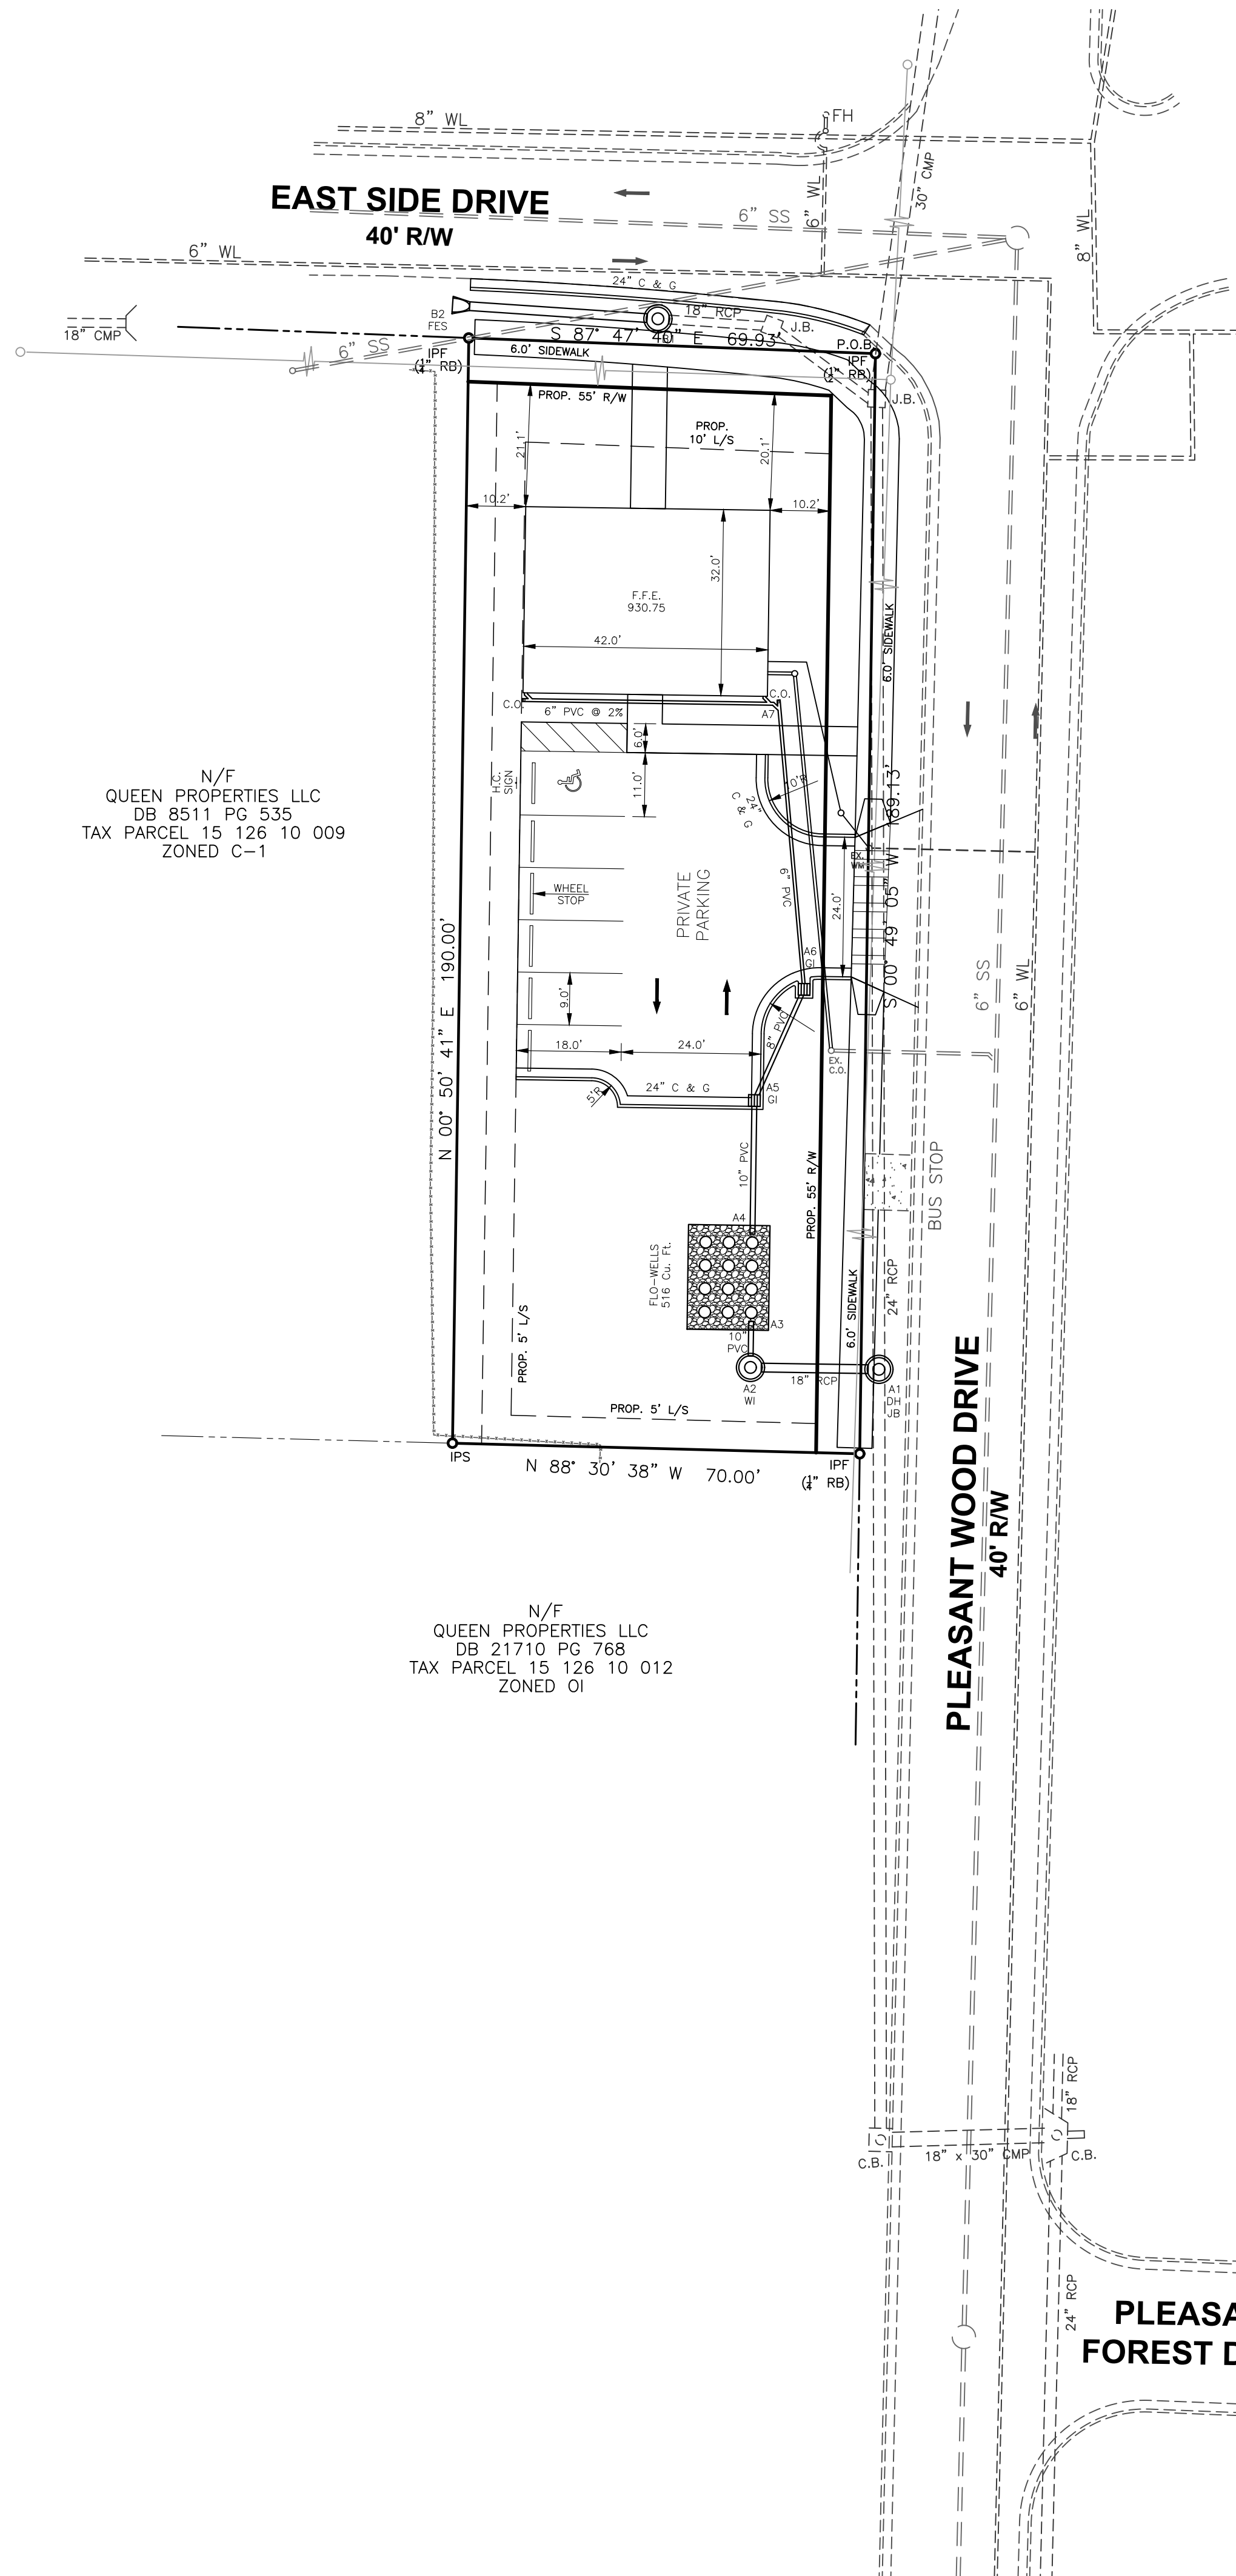 FH
8" WL
30" CMP
EAST SIDE DRIVE
40' R/W
6" SS
6" WL
8" WL
6" WL
24" C & G
18" RCP
J.B.
B2
FES
18" CMP
S 87° 47' 40" E 69.93'
P.O.B.
6" SS
IPF
(½" RB)
6.0' SIDEWALK
IPF
(½" RB)
J.B.
PROP. 55' R/W
PROP.
10' L/S
21.1'
20.1'
10.2'
10.2'
32.0'
F.F.E.
930.75
42.0'
6.0' SIDEWALK
C.O.
C.O.
6" PVC @ 2%
A7
6.0'
H.C.
SIGN
11.0'
10'R
24"
C & G
N/F
QUEEN PROPERTIES LLC
DB 8511 PG 535
TAX PARCEL 15 126 10 009
ZONED C-1
S 00° 49' 05" W 189.13'
EX.
WM
WHEEL
STOP
PRIVATE
PARKING
6" PVC
24.0'
N 00° 50' 41" E 190.00'
A6
GI
6" SS
6" WL
9.0'
8" PVC
18.0'
24.0'
EX.
C.O.
5'R
24" C & G
A5
GI
10" PVC
PROP. 55' R/W
BUS STOP
A4
FLO-WELLS
516 Cu. Ft.
24" RCP
6.0' SIDEWALK
A3
10"
PVC
PROP. 5' L/S
A2
WI
18" RCP
A1
DH
JB
PROP. 5' L/S
IPS
N 88° 30' 38" W 70.00'
IPF
RB)
PLEASANT WOOD DRIVE
40' R/W
N/F
QUEEN PROPERTIES LLC
DB 21710 PG 768
TAX PARCEL 15 126 10 012
ZONED OI
18" RCP
C.B.
18" x 30" CMP
C.B.
24" RCP
PLEASA
FOREST D